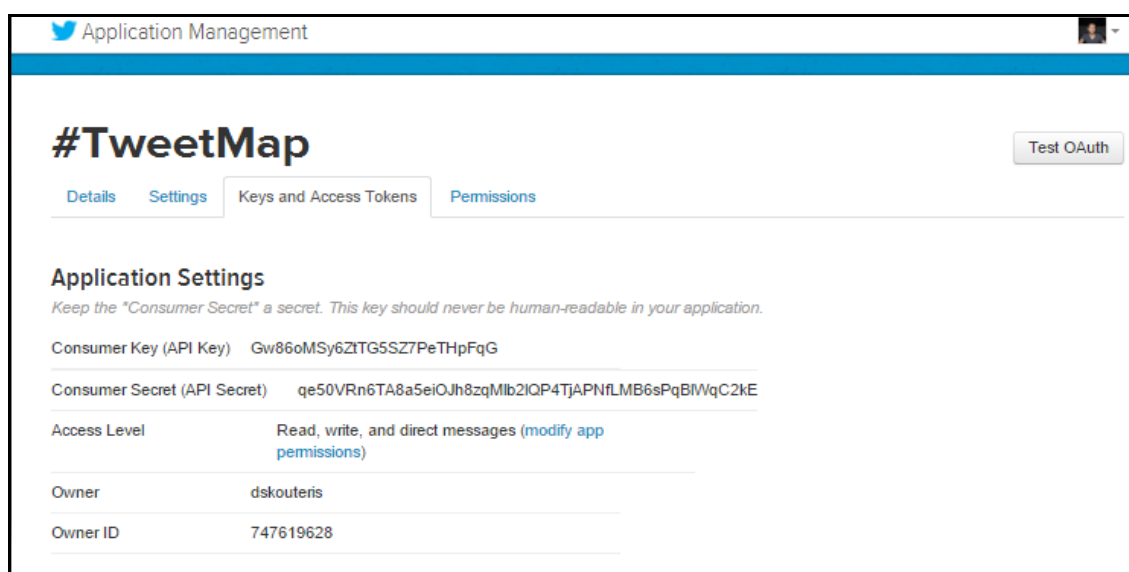 Application Management
#TweetMap
Test OAuth
Details Settings Keys and Access Tokens Permissions
Application Settings
Keep the "Consumer Secret" a secret. This key should never be human-readable in your application.
Consumer Key (API Key) Gw86oMSy6ZtTG5SZ7PeTHpFqG
Consumer Secret (API Secret)
Access Level Read, write, and direct messages (modify app
permissions)
Owner dskouteris
Owner ID 747619628